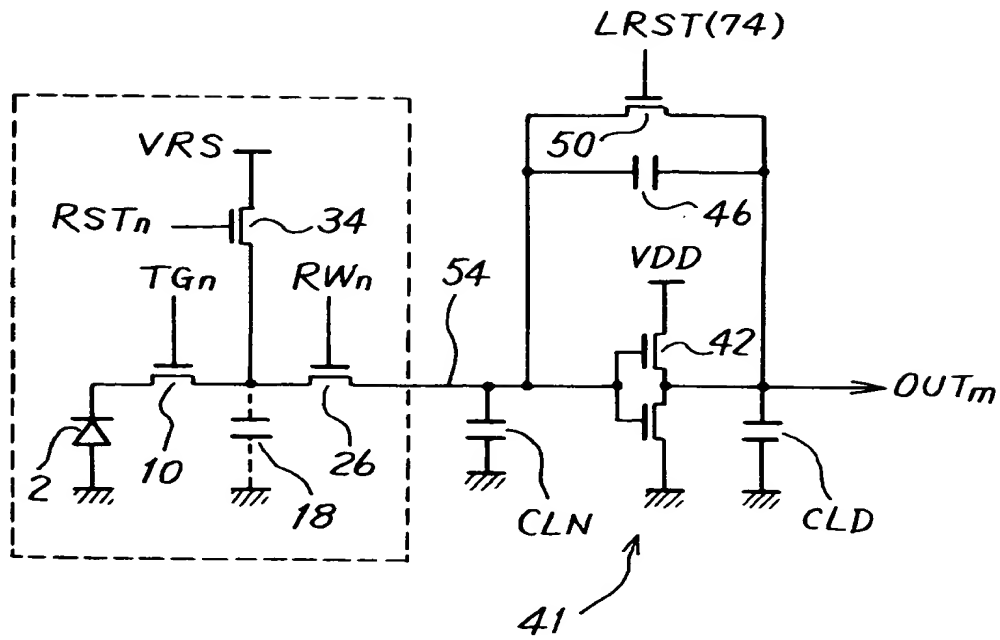 LRST(74)
VRS
50
RSTn
34
46
TGn
RWn
54
VDD
42
OUTm
2
10
18
26
CLN
CLD
41